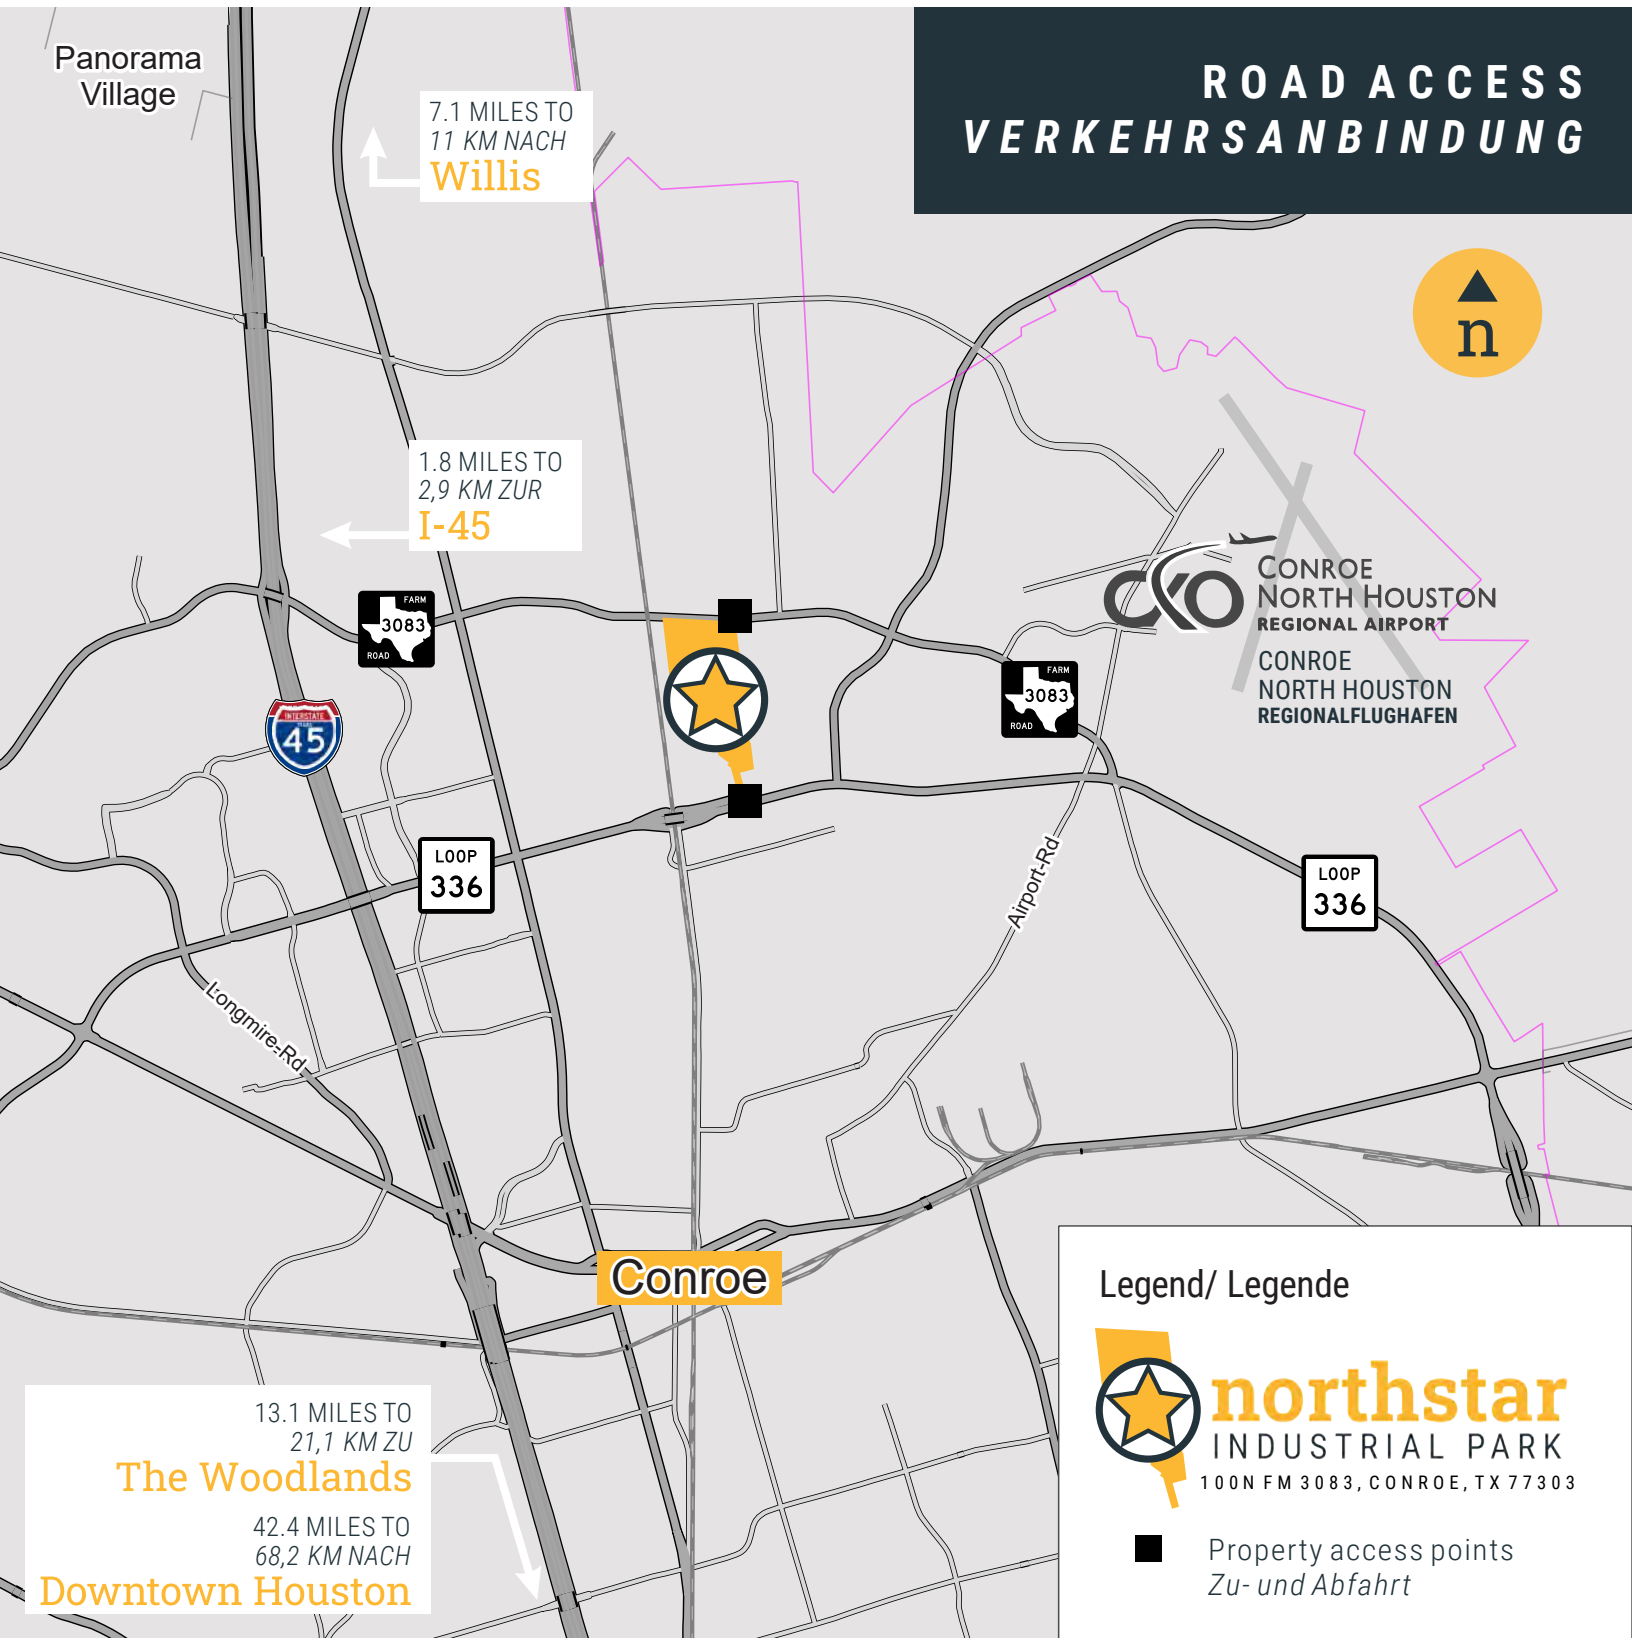 Panorama
Village
ROAD ACCESS
VERKEHRSANBINDUNG
7.1 MILES TO
11 KM NACH
Willis
n
1.8 MILES TO
2,9 KM ZUR
I-45
FARM
3083
ROAD
CXO
CONROE
NORTH HOUSTON
REGIONAL AIRPORT
CONROE
NORTH HOUSTON
REGIONALFLUGHAFEN
FARM
3083
ROAD
INTERSTATE
TEXAS
45
LOOP
336
LOOP
336
Airport-Rd
Longmire-Rd
Conroe
Legend/ Legende
northstar
INDUSTRIAL PARK
100N FM 3083, CONROE, TX 77303
Property access points
Zu- und Abfahrt
13.1 MILES TO
21,1 KM ZU
The Woodlands
42.4 MILES TO
68,2 KM NACH
Downtown Houston